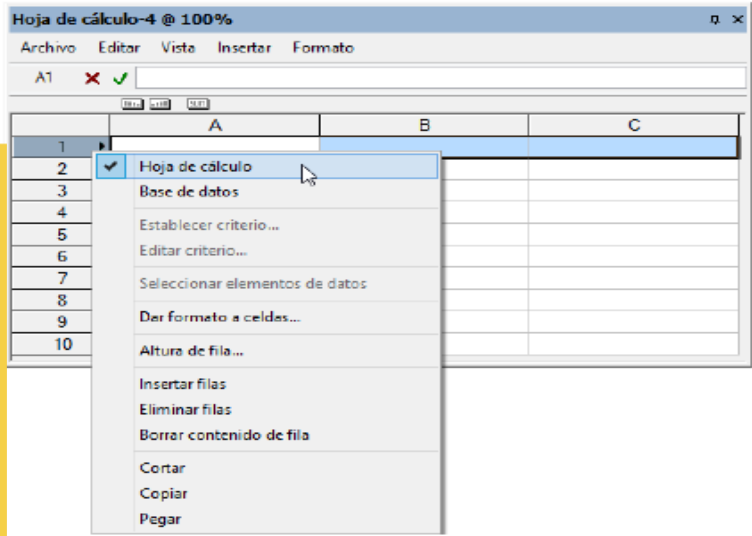 Hoja de cálculo-4 @ 100%
Archivo Editar Vista Insertar Formato
A1
SUM
A B C
1
2 Hoja de cálculo
3 Base de datos
4
5 Establecer criterio...
6 Editar criterio...
7 Seleccionar elementos de datos
8
9 Dar formato a celdas...
10 Altura de fila...
Insertar filas
Eliminar filas
Borrar contenido de fila
Cortar
Copiar
Pegar